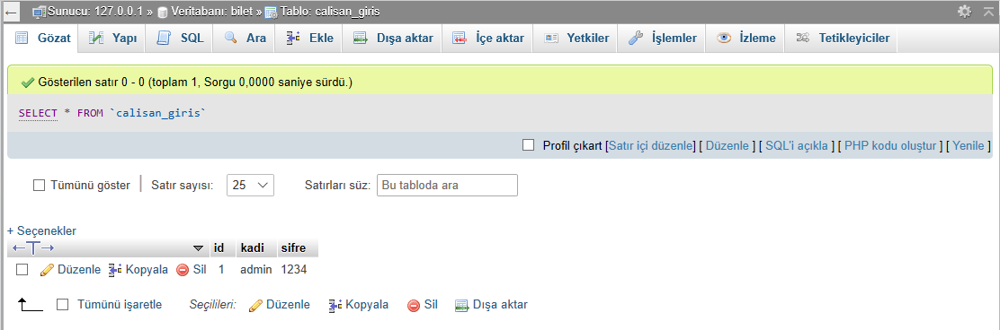 Sunucu: 127.0.0.1 » Veritabanı: bilet » Tablo: calisan_giris
Gözat Yapı SQL Ara Ekle Dışa aktar İçe aktar Yetkiler İşlemler İzleme Tetikleyiciler
Gösterilen satır 0 - 0 (toplam 1, Sorgu 0,0000 saniye sürdü.)
SELECT * FROM `calisan_giris`
Profil çıkart [Satır içi düzenle] [ Düzenle ] [ SQL'i açıkla ] [ PHP kodu oluştur ] [ Yenile ]
Tümünü göster Satır sayısı: 25 Satırları süz: Bu tabloda ara
+ Seçenekler
←T→ id kadi sifre
Düzenle Kopyala Sil 1 admin 1234
Tümünü işaretle Seçilileri: Düzenle Kopyala Sil Dışa aktar